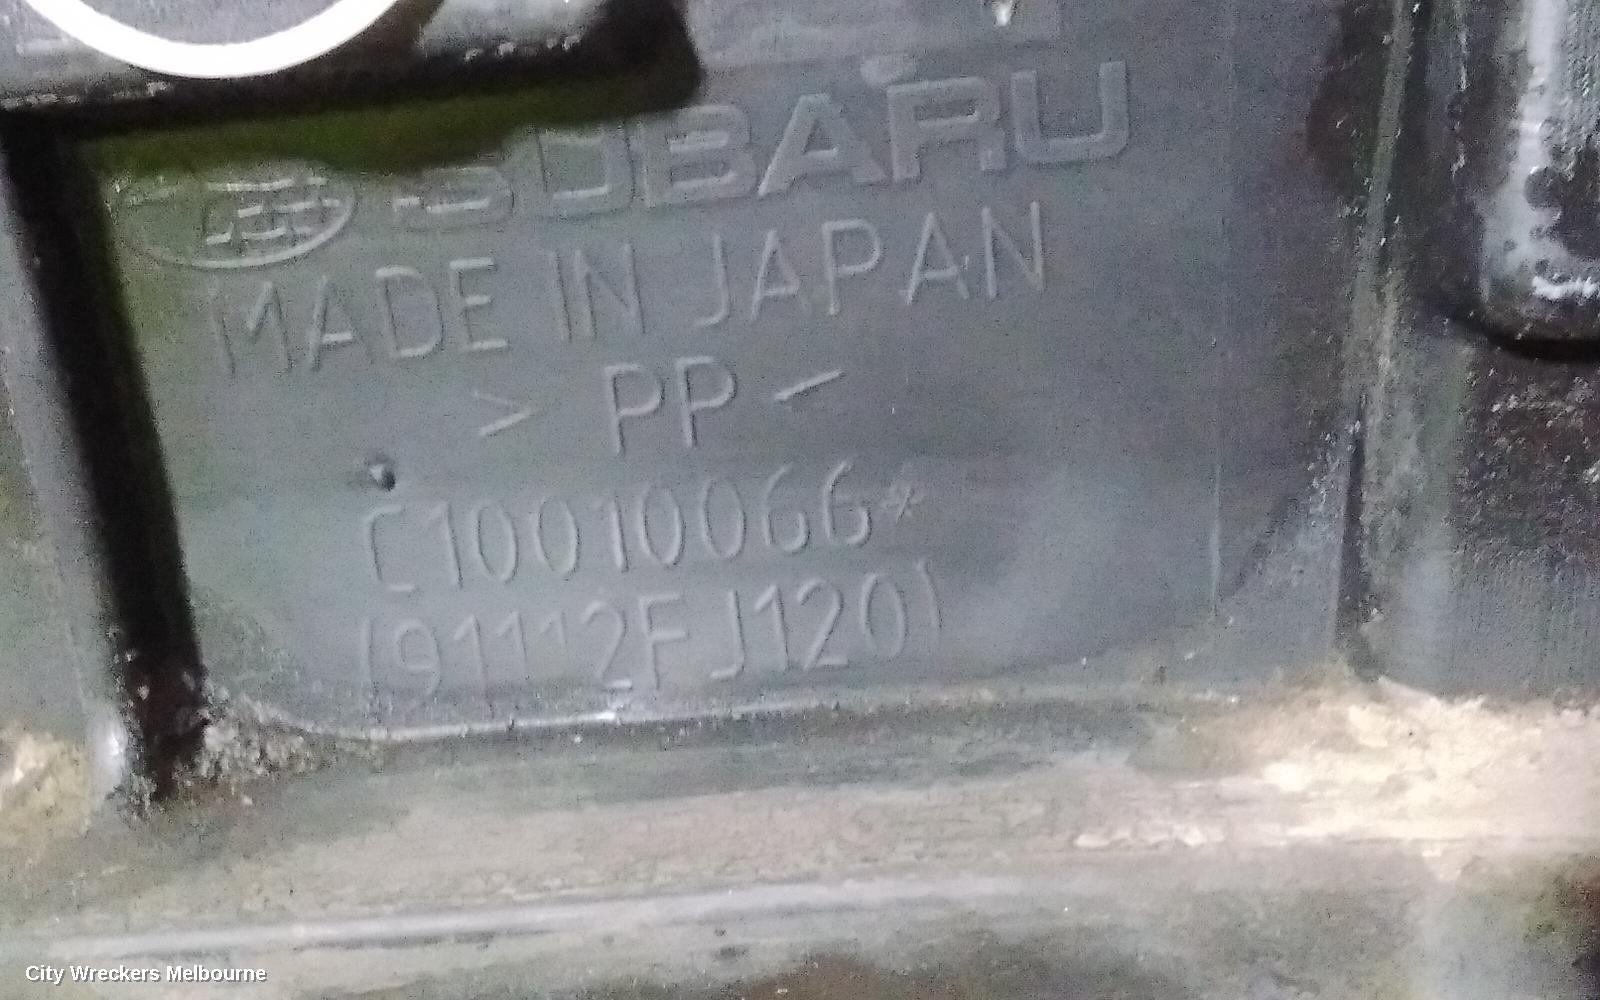 SUBARU
MADE IN JAPAN
> PP <
C10010066*
(91112FJ120)
City Wreckers Melbourne